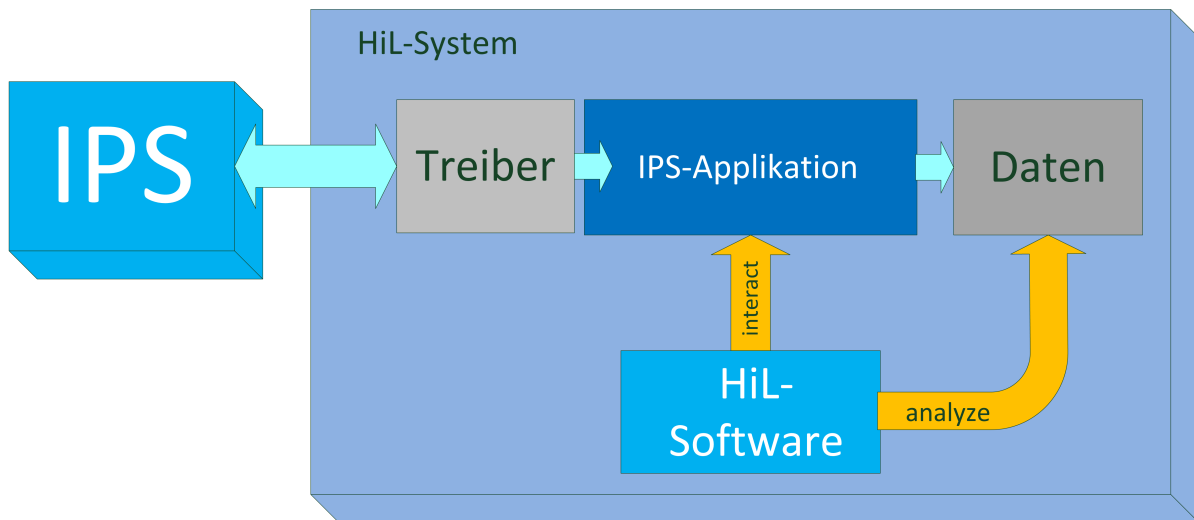 HiL-System
IPS
Treiber
IPS-Applikation
Daten
interact
HiL-
Software
analyze